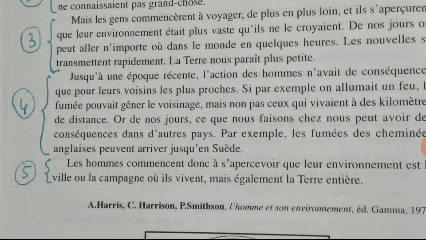 ne connaissaient pas grand-chose.
Mais les gens commencèrent à voyager, de plus en plus loin, et ils s'aperçuren
3 que leur environnement était plus vaste qu'ils ne le croyaient. De nos jours o
peut aller n'importe où dans le monde en quelques heures. Les nouvelles s
transmettent rapidement. La Terre nous paraît plus petite.
Jusqu'à une époque récente, l'action des hommes n'avait de conséquence
que pour leurs voisins les plus proches. Si par exemple on allumait un feu, l
4 fumée pouvait gêner le voisinage, mais non pas ceux qui vivaient à des kilomètre
de distance. Or de nos jours, ce que nous faisons chez nous peut avoir de
conséquences dans d'autres pays. Par exemple, les fumées des cheminée
anglaises peuvent arriver jusqu'en Suède.
5 Les hommes commencent donc à s'apercevoir que leur environnement est l
ville ou la campagne où ils vivent, mais également la Terre entière.
A.Harris, C. Harrison, P.Smithson, l'homme et son environnement, éd. Gamma, 197